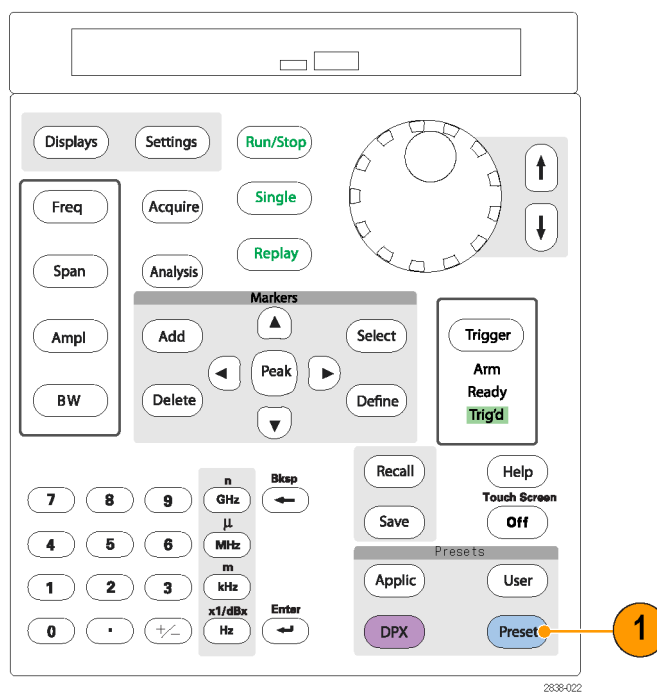 Displays Settings Run/Stop
Freq Acquire Single
Span Analysis Replay
Markers
Ampl Add Select Trigger
Peak
Arm
BW Delete Define Ready
Trig'd
Recall Help
n Bksp
7 8 9 GHz Touch Screen
Save Off
µ
4 5 6 MHz
Presets
m
1 2 3 kHz Applic User
x1/dBx Enter
0 . +/− Hz DPX Preset 1
2838-022